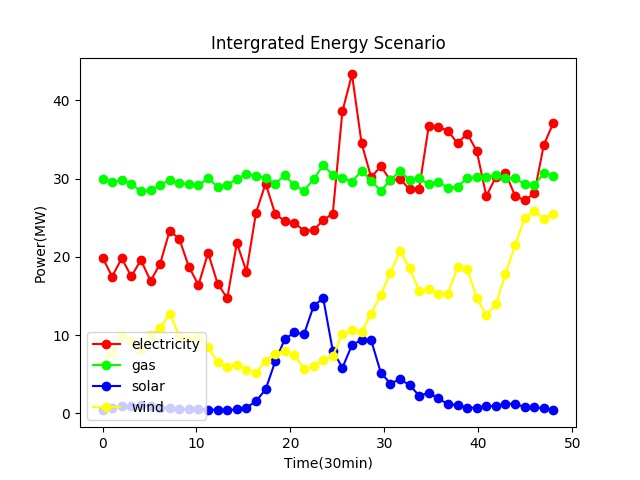 Intergrated Energy Scenario
Power(MW)
40
30
20
10
0
electricity
gas
solar
wind
0 10 20 30 40 50
Time(30min)